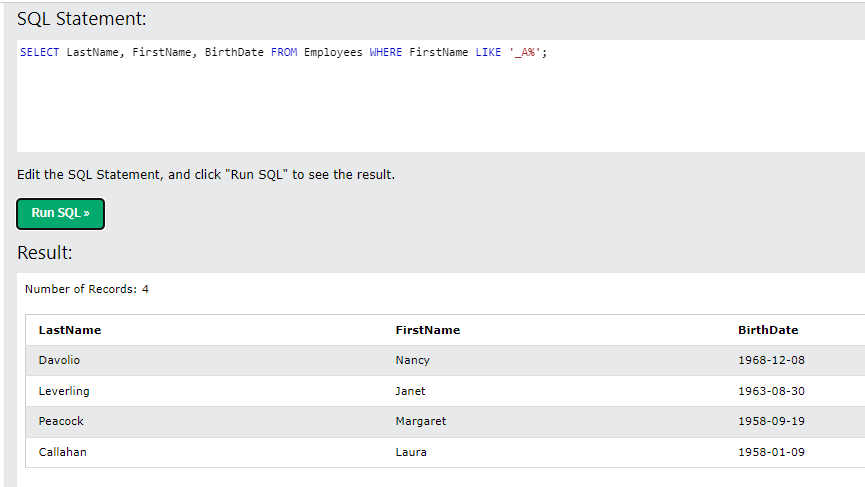 SQL Statement:
SELECT LastName, FirstName, BirthDate FROM Employees WHERE FirstName LIKE '_A%';
Edit the SQL Statement, and click "Run SQL" to see the result.
Run SQL »
Result:
Number of Records: 4
LastName FirstName BirthDate
Davolio Nancy 1968-12-08
Leverling Janet 1963-08-30
Peacock Margaret 1958-09-19
Callahan Laura 1958-01-09